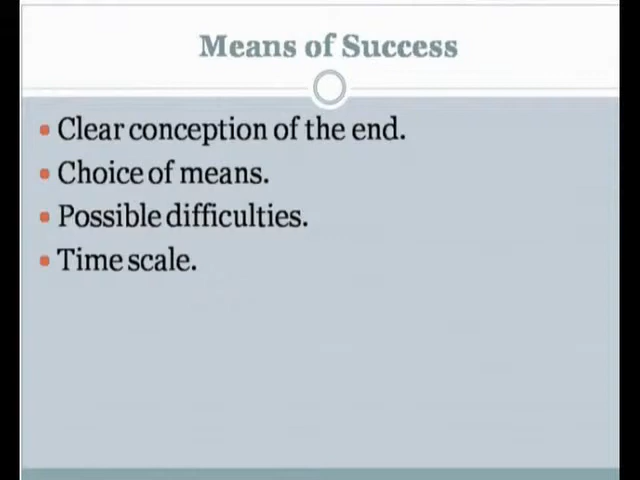 Means of Success
Clear conception of the end.
Choice of means.
Possible difficulties.
Time scale.